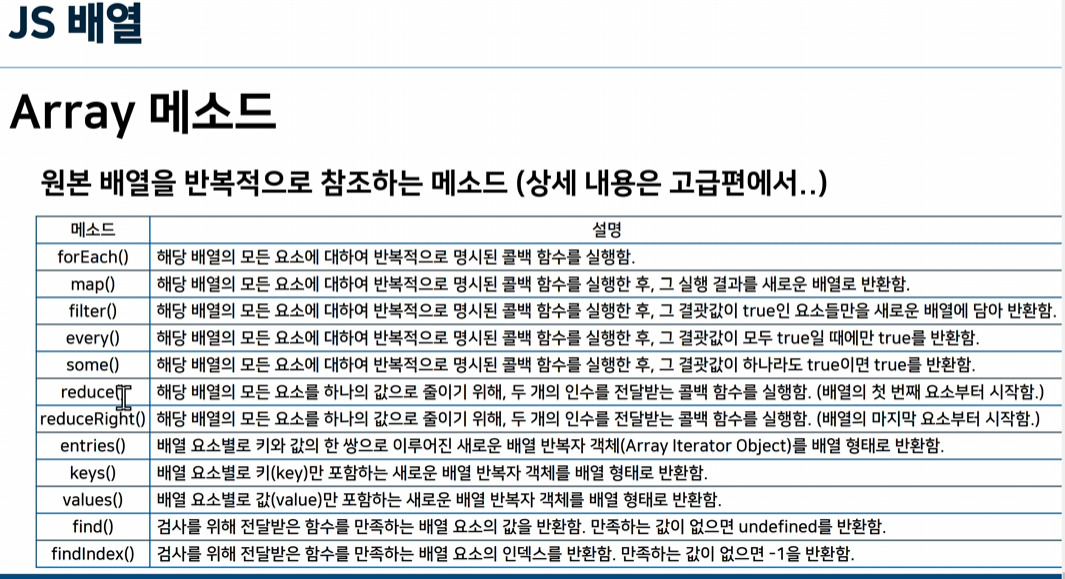 JS 배열
Array 메소드
원본 배열을 반복적으로 참조하는 메소드 (상세 내용은 고급편에서..)
메소드 설명
forEach() 해당 배열의 모든 요소에 대하여 반복적으로 명시된 콜백 함수를 실행함.
map() 해당 배열의 모든 요소에 대하여 반복적으로 명시된 콜백 함수를 실행한 후, 그 실행 결과를 새로운 배열로 반환함.
filter() 해당 배열의 모든 요소에 대하여 반복적으로 명시된 콜백 함수를 실행한 후, 그 결괏값이 true인 요소들만을 새로운 배열에 담아 반환함.
every() 해당 배열의 모든 요소에 대하여 반복적으로 명시된 콜백 함수를 실행한 후, 그 결괏값이 모두 true일 때에만 true를 반환함.
some() 해당 배열의 모든 요소에 대하여 반복적으로 명시된 콜백 함수를 실행한 후, 그 결괏값이 하나라도 true이면 true를 반환함.
reduce() 해당 배열의 모든 요소를 하나의 값으로 줄이기 위해, 두 개의 인수를 전달받는 콜백 함수를 실행함. (배열의 첫 번째 요소부터 시작함.)
reduceRight() 해당 배열의 모든 요소를 하나의 값으로 줄이기 위해, 두 개의 인수를 전달받는 콜백 함수를 실행함. (배열의 마지막 요소부터 시작함.)
entries() 배열 요소별로 키와 값의 한 쌍으로 이루어진 새로운 배열 반복자 객체(Array Iterator Object)를 배열 형태로 반환함.
keys() 배열 요소별로 키(key)만 포함하는 새로운 배열 반복자 객체를 배열 형태로 반환함.
values() 배열 요소별로 값(value)만 포함하는 새로운 배열 반복자 객체를 배열 형태로 반환함.
find() 검사를 위해 전달받은 함수를 만족하는 배열 요소의 값을 반환함. 만족하는 값이 없으면 undefined를 반환함.
findIndex() 검사를 위해 전달받은 함수를 만족하는 배열 요소의 인덱스를 반환함. 만족하는 값이 없으면 -1을 반환함.